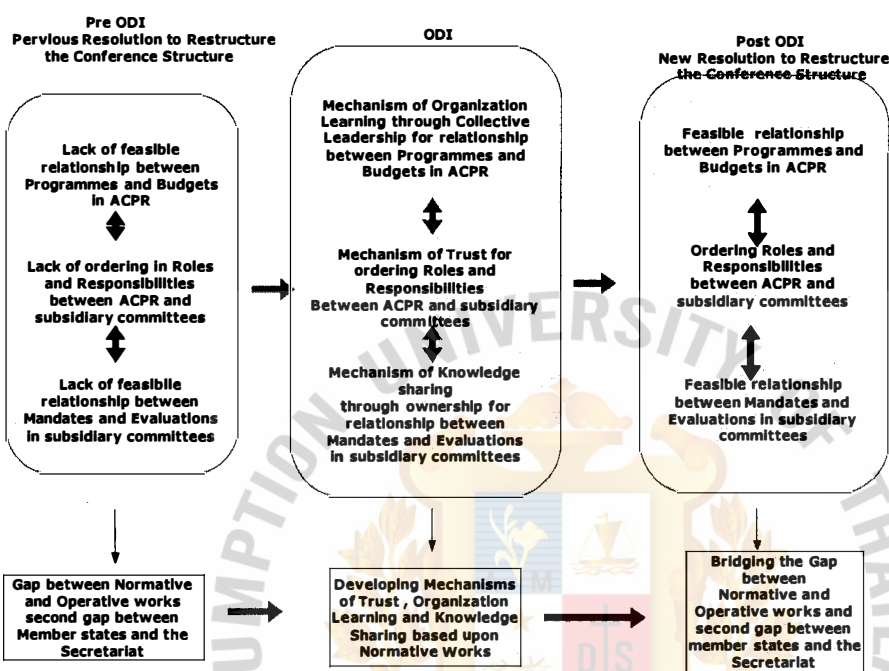 Pre ODI
Pervious Resolution to Restructure
the Conference Structure
Lack of feasible
relationship between
Programmes and Budgets
in ACPR
Lack of ordering in Roles
and Responsibilities
between ACPR and
subsidiary committees
Lack of feasibile
relationship between
Mandates and Evaluations
in subsidiary committees
Gap between Normative
and Operative works
second gap between
Member states and the
Secretariat
ODI
Mechanism of Organization
Learning through Collective
Leadership for relationship
between Programmes and
Budgets in ACPR
Mechanism of Trust for
ordering Roles and
Responsibilities
Between ACPR and subsidiary
committees
Mechanism of Knowledge
sharing
through ownership for
relationship between
Mandates and Evaluations
in subsidiary committees
Developing Mechanisms
of Trust , Organization
Learning and Knowledge
Sharing based upon
Normative Works
Post ODI
New Resolution to Restructure
the Conference Structure
Feasible relationship
between Programmes and
Budgets in ACPR
Ordering Roles and
Responsibilities
between ACPR and
subsidiary committees
Feasible relationship
between Mandates and
Evaluations in subsidiary
committees
Bridging the Gap
between
Normative and
Operative works and
second gap between
member states and the
Secretariat
UMPTION UNIVERSITY OF THAILA
DIS